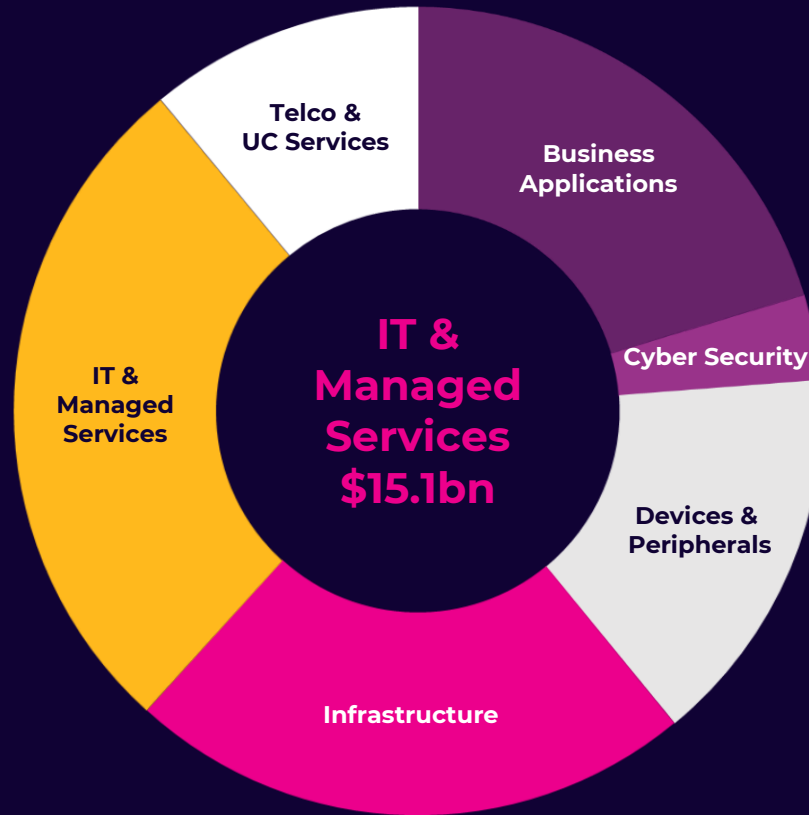 Telco &
UC Services
Business
Applications
IT &
Managed
Services
$15.1bn
Cyber Security
IT &
Managed
Services
Devices &
Peripherals
Infrastructure